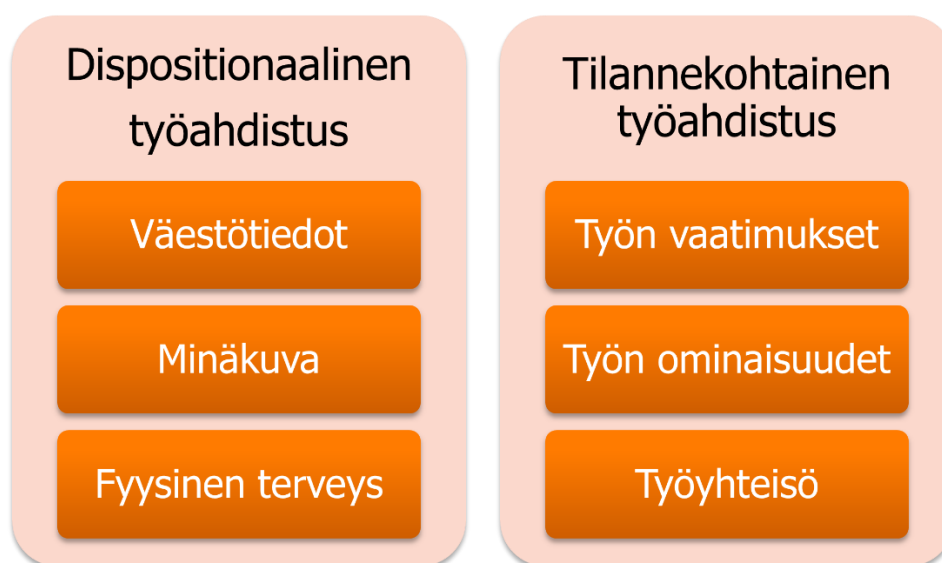 Dispositionaalinen
työahdistus
Väestötiedot
Minäkuva
Fyysinen terveys
Tilannekohtainen
työahdistus
Työn vaatimukset
Työn ominaisuudet
Työyhteisö